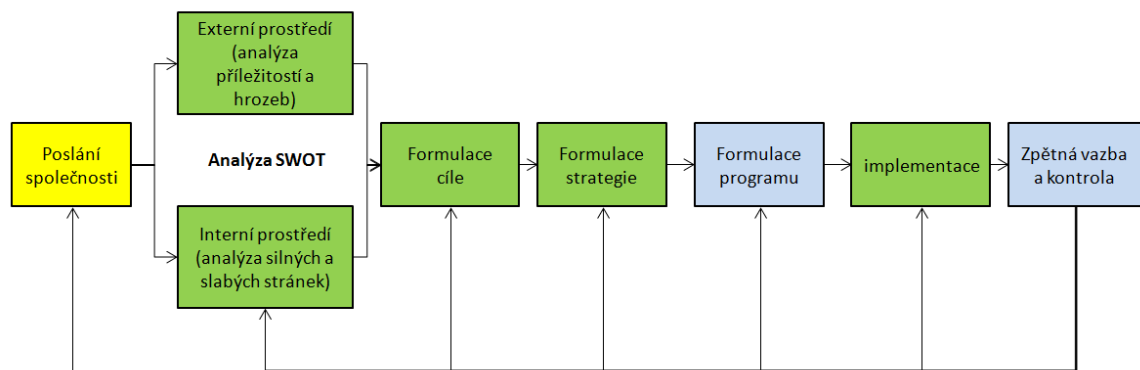 Poslání
společnosti
Externí prostředí
(analýza
příležitostí a
hrozeb)
Analýza SWOT
Interní prostředí
(analýza silných a
slabých stránek)
Formulace
cíle
Formulace
strategie
Formulace
programu
implementace
Zpětná vazba
a kontrola